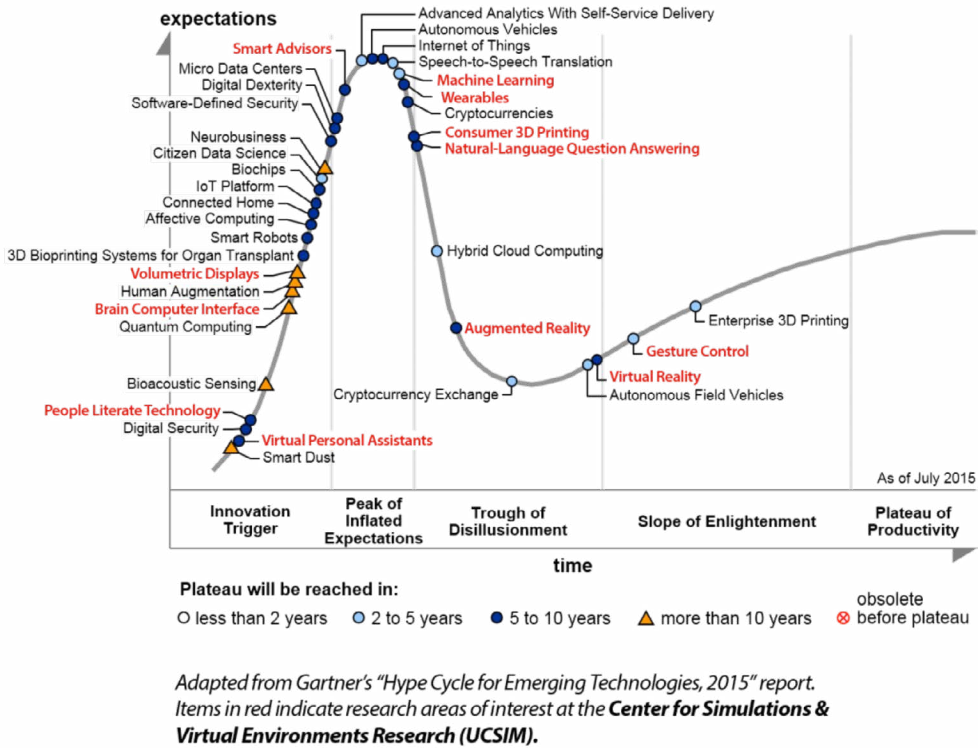 expectations
Advanced Analytics With Self-Service Delivery
Autonomous Vehicles
Internet of Things
Speech-to-Speech Translation
Machine Learning
Wearables
Cryptocurrencies
Consumer 3D Printing
Natural-Language Question Answering
Smart Advisors
Micro Data Centers
Digital Dexterity
Software-Defined Security
Neurobusiness
Citizen Data Science
Biochips
IoT Platform
Connected Home
Affective Computing
Smart Robots
3D Bioprinting Systems for Organ Transplant
Volumetric Displays
Human Augmentation
Brain Computer Interface
Quantum Computing
Bioacoustic Sensing
People Literate Technology
Digital Security
Virtual Personal Assistants
Smart Dust
Hybrid Cloud Computing
Augmented Reality
Cryptocurrency Exchange
Enterprise 3D Printing
Gesture Control
Virtual Reality
Autonomous Field Vehicles
As of July 2015
Innovation
Trigger
Peak of
Inflated
Expectations
Trough of
Disillusionment
Slope of Enlightenment
Plateau of
Productivity
time
Plateau will be reached in:
less than 2 years
2 to 5 years
5 to 10 years
more than 10 years
obsolete
before plateau
Adapted from Gartner's "Hype Cycle for Emerging Technologies, 2015" report.
Items in red indicate research areas of interest at the Center for Simulations &
Virtual Environments Research (UCSIM).